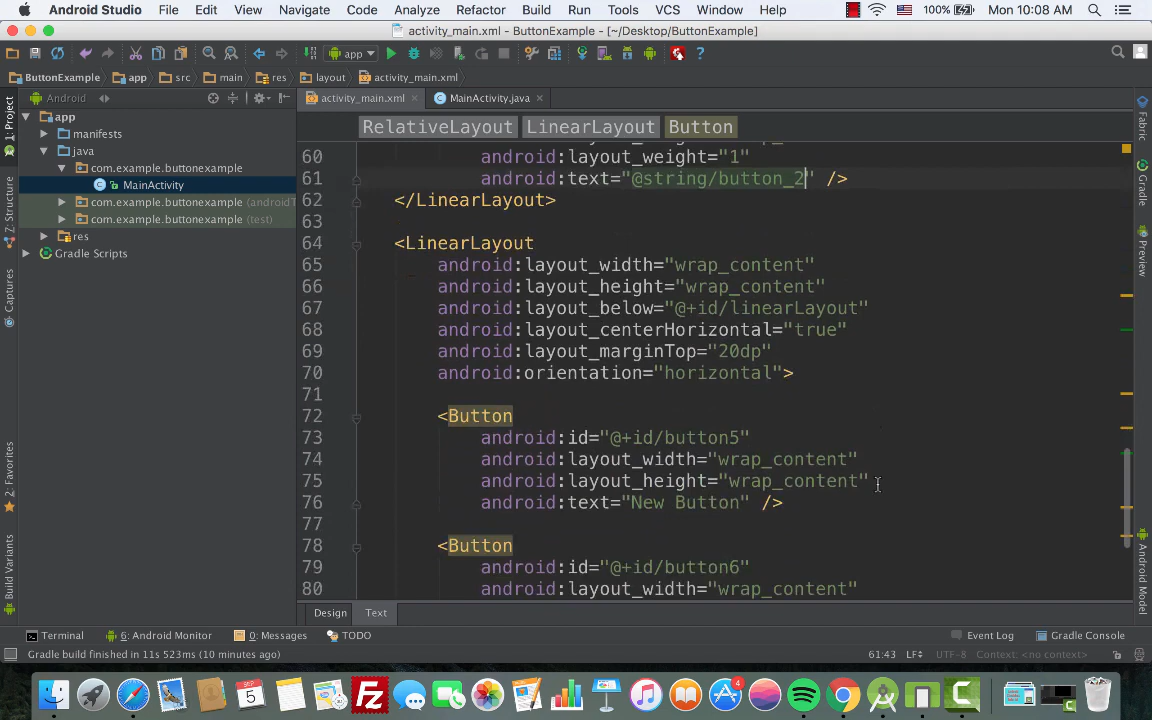 Android Studio File Edit View Navigate Code Analyze Refactor Build Run Tools VCS Window Help 100% Mon 10:08 AM
activity_main.xml - ButtonExample - [~/Desktop/ButtonExample]
app
ButtonExample app src main res layout activity_main.xml
Android activity_main.xml MainActivity.java
RelativeLayout LinearLayout Button
1: Project
Z: Structure
Captures
2: Favorites
Build Variants
app
manifests
java
com.example.buttonexample
MainActivity
com.example.buttonexample (androidT
com.example.buttonexample (test)
res
Gradle Scripts
60 android:layout_weight="1"
61 android:text="@string/button_2" />
62 </LinearLayout>
63
64 <LinearLayout
65 android:layout_width="wrap_content"
66 android:layout_height="wrap_content"
67 android:layout_below="@+id/linearLayout"
68 android:layout_centerHorizontal="true"
69 android:layout_marginTop="20dp"
70 android:orientation="horizontal">
71
72 <Button
73 android:id="@+id/button5"
74 android:layout_width="wrap_content"
75 android:layout_height="wrap_content"
76 android:text="New Button" />
77
78 <Button
79 android:id="@+id/button6"
80 android:layout_width="wrap_content"
Fabric
Gradle
Preview
Android Model
Design Text
Terminal 6: Android Monitor 0: Messages TODO Event Log Gradle Console
Gradle build finished in 11s 523ms (10 minutes ago) 61:43 LF UTF-8 Context: <no context>
SEP
5
4